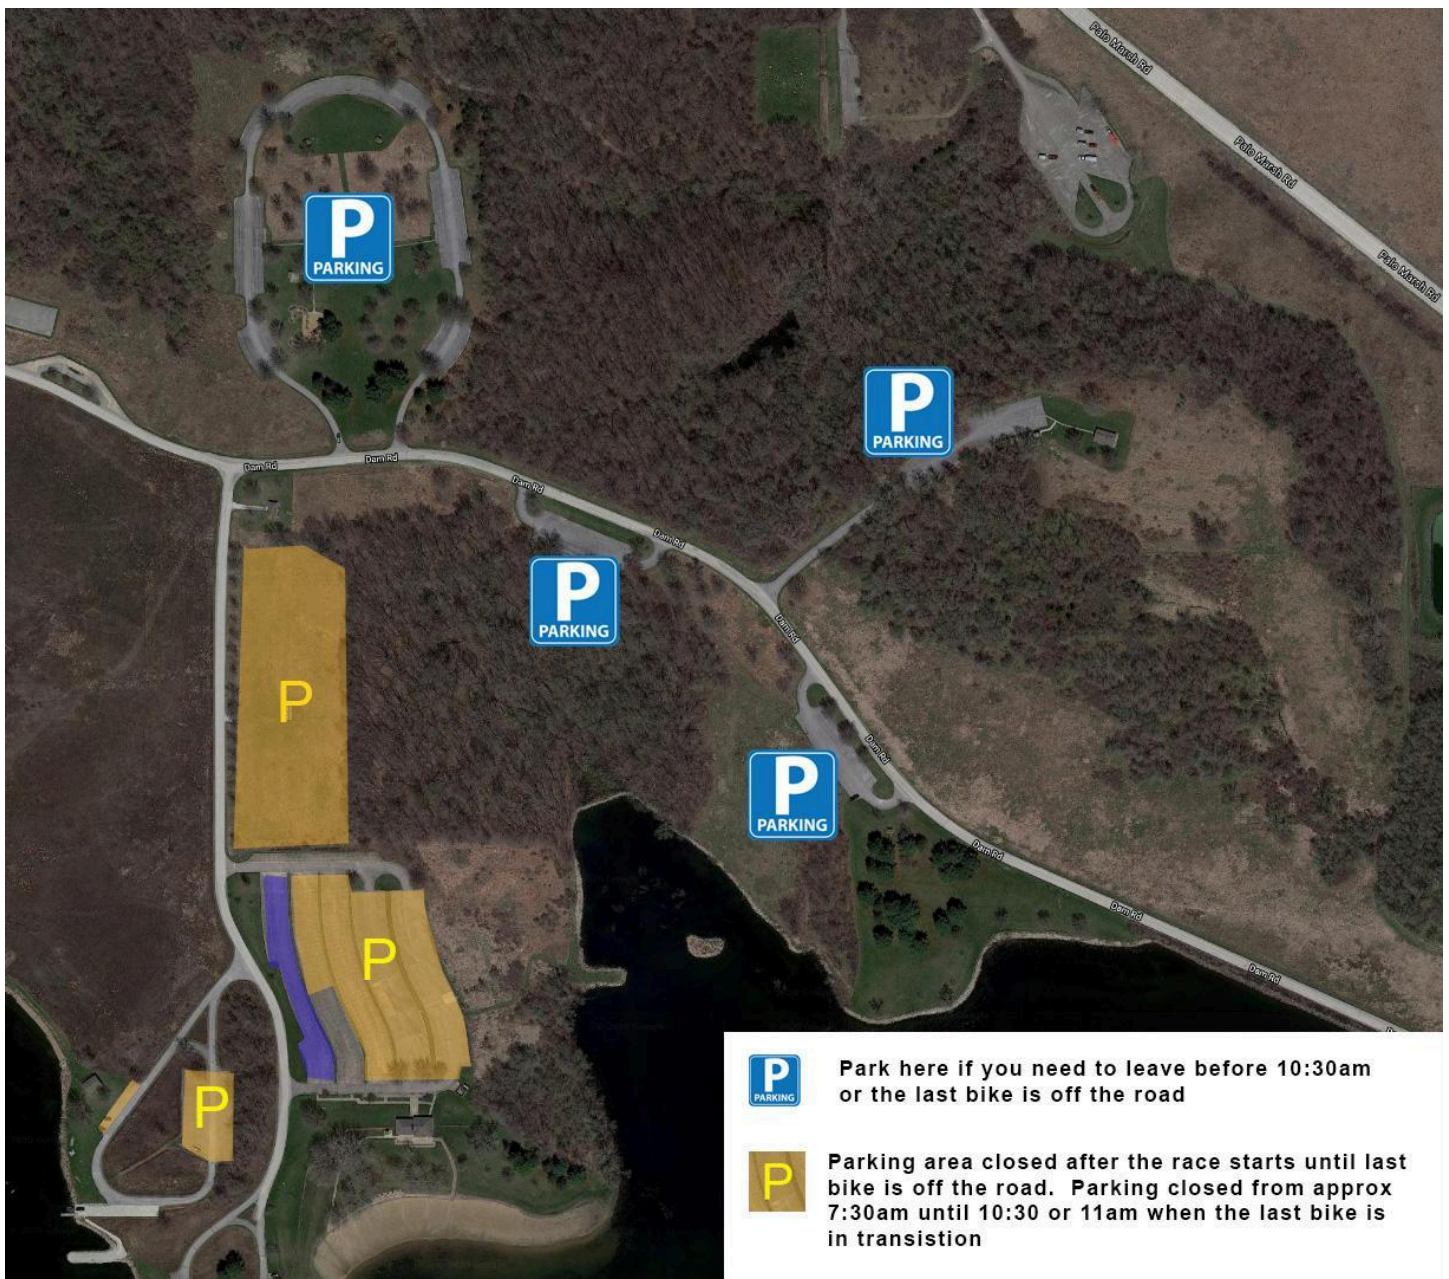 Palo Marsh Rd
Palo Marsh Rd
Palo Marsh Rd
P
PARKING
P
PARKING
Dam Rd
Dam Rd
Dam Rd
Dam Rd
P
PARKING
Dam Rd
P
Dam Rd
P
PARKING
Dam Rd
Dam Rd
P
Dam Rd
P
P
PARKING
Park here if you need to leave before 10:30am
or the last bike is off the road
P
Parking area closed after the race starts until last
bike is off the road. Parking closed from approx
7:30am until 10:30 or 11am when the last bike is
in transistion